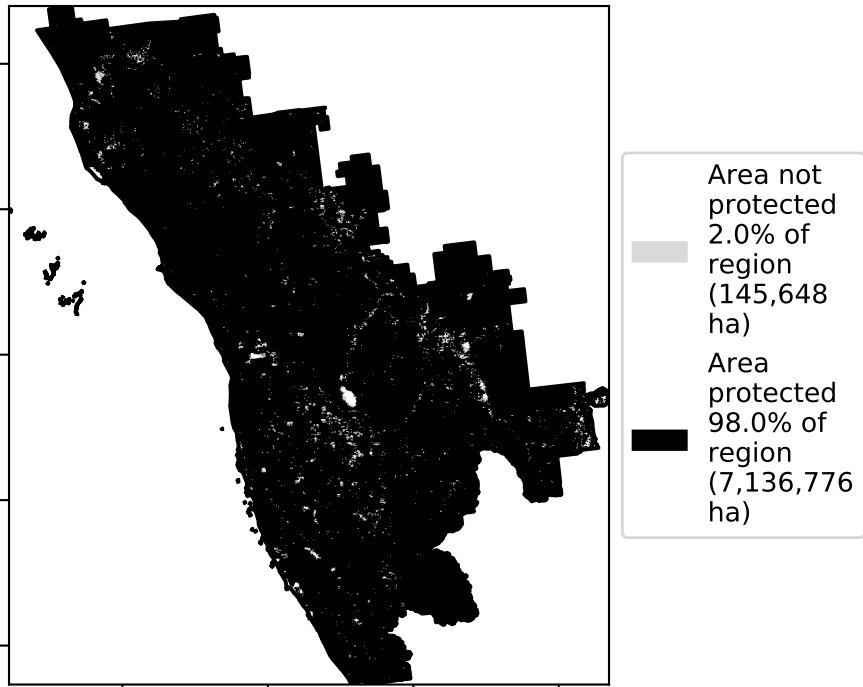 Area not
protected
2.0% of
region
(145,648
ha)
Area
protected
98.0% of
region
(7,136,776
ha)